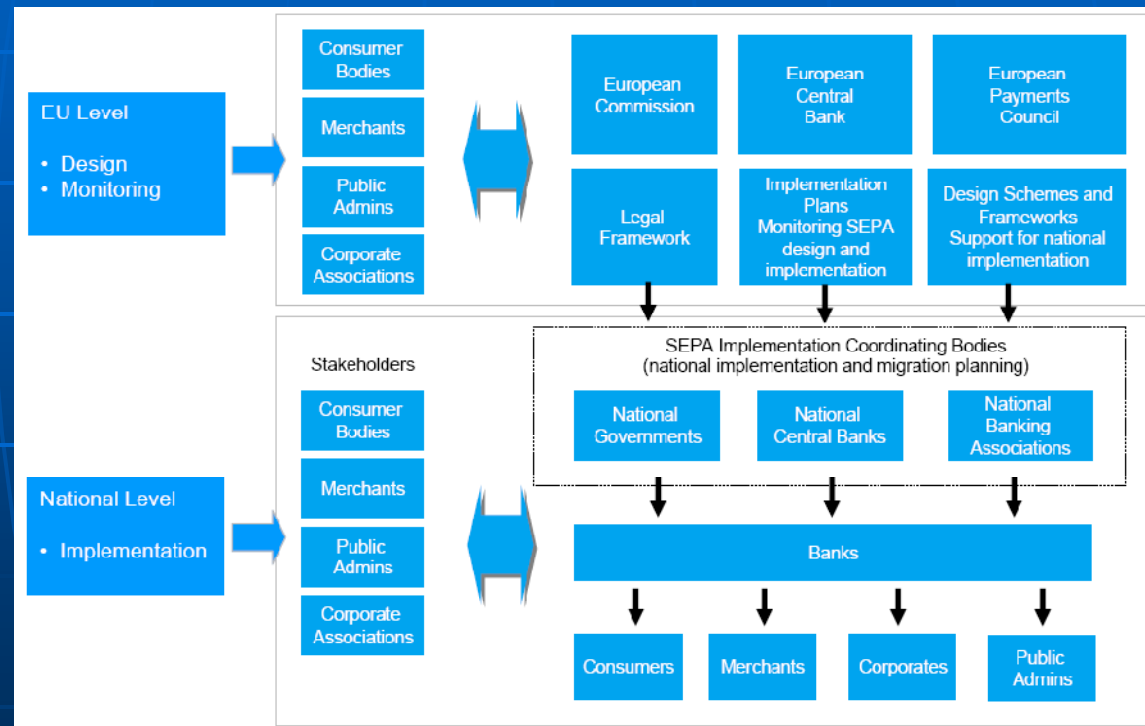 EU Level
• Design
• Monitoring
Consumer
Bodies
Merchants
Public
Admins
Corporate
Associations
European
Commission
European
Central
Bank
European
Payments
Council
Legal
Framework
Implementation
Plans
Monitoring SEPA
design and
implementation
Design Schemes and
Frameworks
Support for national
implementation
National Level
• Implementation
Stakeholders
Consumer
Bodies
Merchants
Public
Admins
Corporate
Associations
SEPA Implementation Coordinating Bodies
(national implementation and migration planning)
National
Governments
National
Central Banks
National
Banking
Associations
Banks
Consumers
Merchants
Corporates
Public
Admins